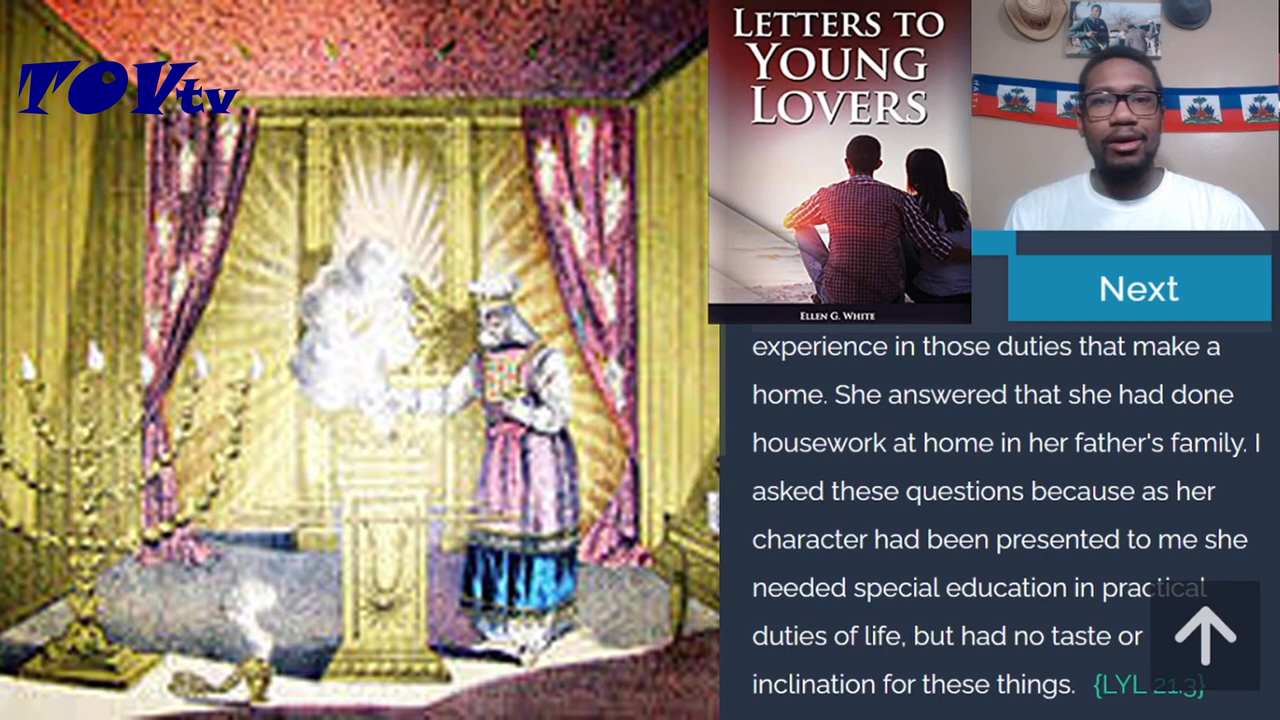 TOVtv
LETTERS TO
YOUNG
LOVERS
ELLEN G. WHITE
HAITI
Next
experience in those duties that make a
home. She answered that she had done
housework at home in her father's family. I
asked these questions because as her
character had been presented to me she
needed special education in practical
duties of life, but had no taste or
inclination for these things. {LYL 21.3}